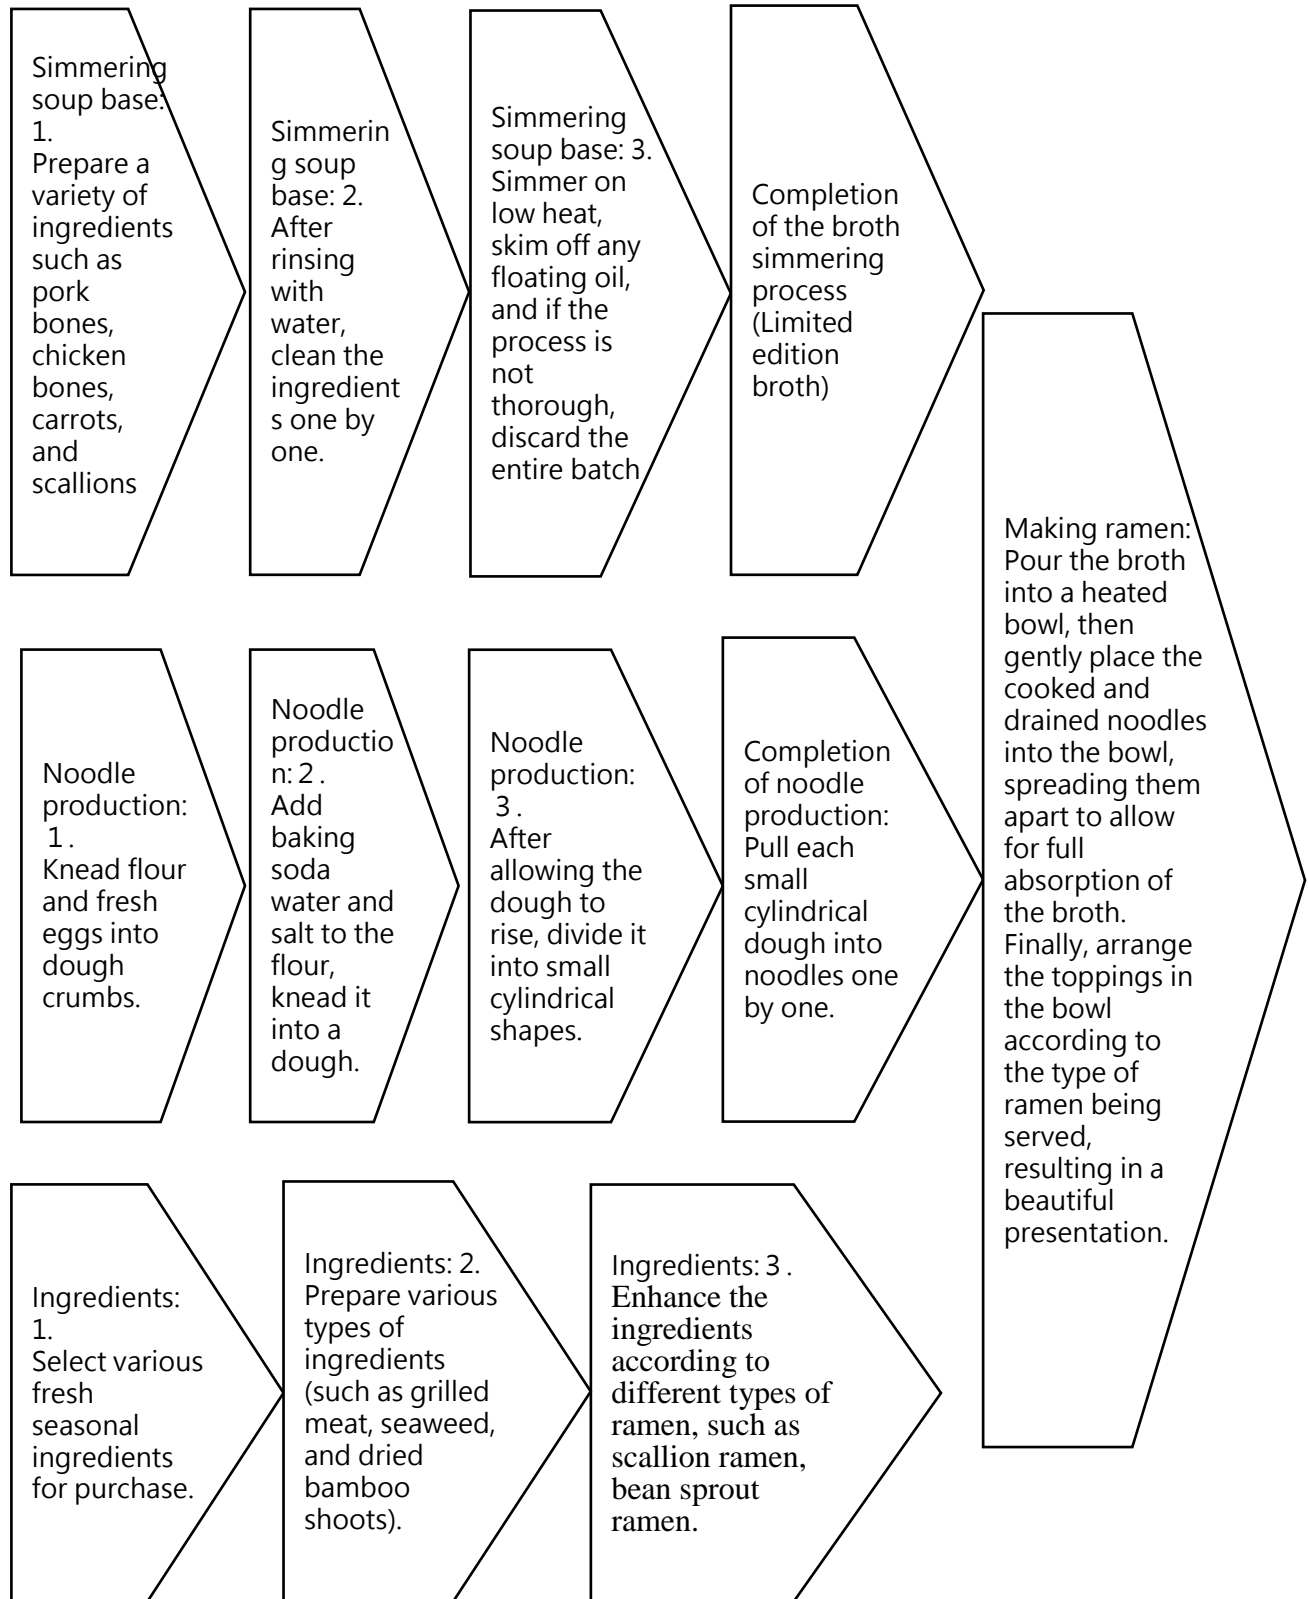 Simmering
soup base:
1.
Prepare a
variety of
ingredients
such as
pork
bones,
chicken
bones,
carrots,
and
scallions
Simmerin
g soup
base: 2.
After
rinsing
with
water,
clean the
ingredient
s one by
one.
Simmering
soup base: 3.
Simmer on
low heat,
skim off any
floating oil,
and if the
process is
not
thorough,
discard the
entire batch
Completion
of the broth
simmering
process
(Limited
edition
broth)
Noodle
production:
1.
Knead flour
and fresh
eggs into
dough
crumbs.
Noodle
productio
n: 2.
Add
baking
soda
water and
salt to the
flour,
knead it
into a
dough.
Noodle
production:
3.
After
allowing the
dough to
rise, divide it
into small
cylindrical
shapes.
Completion
of noodle
production:
Pull each
small
cylindrical
dough into
noodles one
by one.
Ingredients:
1.
Select various
fresh
seasonal
ingredients
for purchase.
Ingredients: 2.
Prepare various
types of
ingredients
(such as grilled
meat, seaweed,
and dried
bamboo
shoots).
Ingredients: 3.
Enhance the
ingredients
according to
different types of
ramen, such as
scallion ramen,
bean sprout
ramen.
Making ramen:
Pour the broth
into a heated
bowl, then
gently place the
cooked and
drained noodles
into the bowl,
spreading them
apart to allow
for full
absorption of
the broth.
Finally, arrange
the toppings in
the bowl
according to
the type of
ramen being
served,
resulting in a
beautiful
presentation.